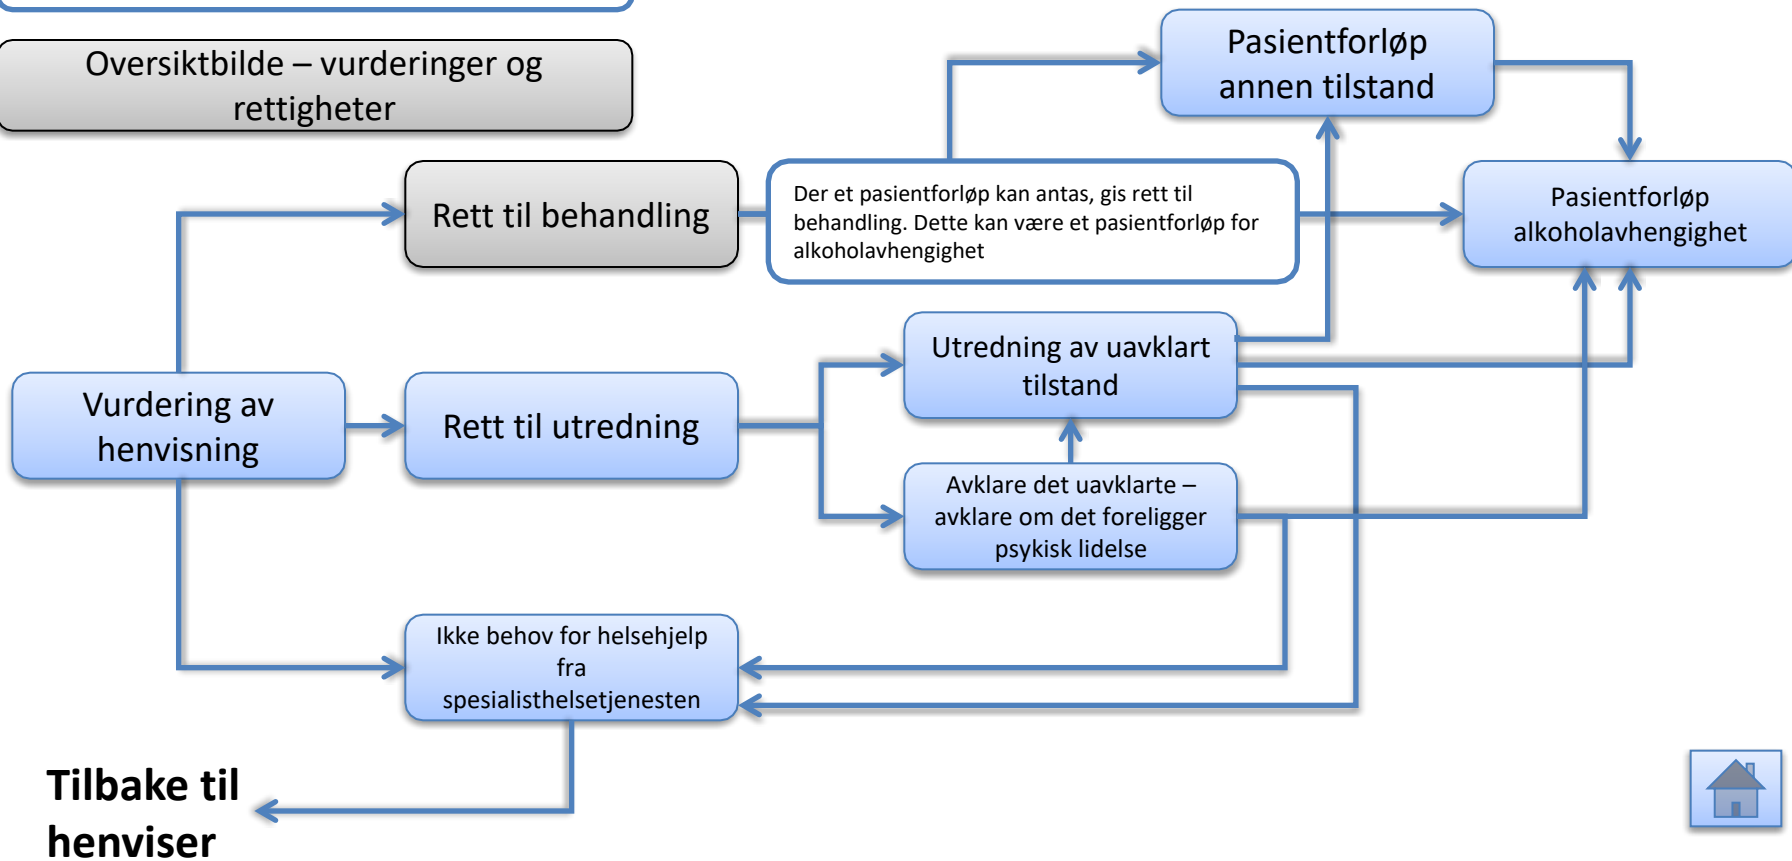 Oversiktbilde – vurderinger og
rettigheter
Pasientforløp
annen tilstand
Rett til behandling
Der et pasientforløp kan antas, gis rett til
behandling. Dette kan være et pasientforløp for
alkoholavhengighet
Pasientforløp
alkoholavhengighet
Utredning av uavklart
tilstand
Vurdering av
henvisning
Rett til utredning
Avklare det uavklarte –
avklare om det foreligger
psykisk lidelse
Ikke behov for helsehjelp
fra
spesialisthelsetjenesten
Tilbake til
henviser